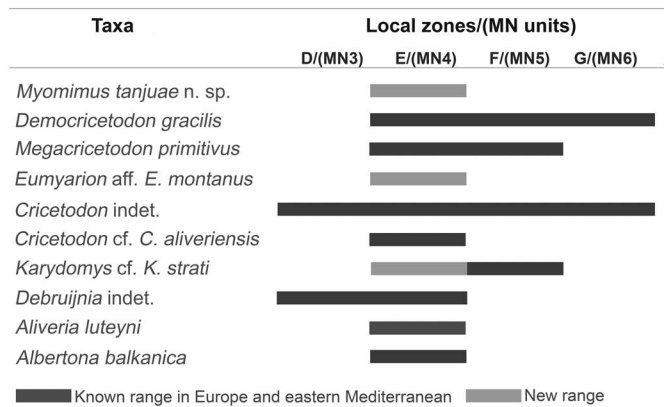 Taxa Local zones/(MN units)
D/(MN3) E/(MN4) F/(MN5) G/(MN6)
Myomimus tanjuae n. sp.
Democricetodon gracilis
Megacricetodon primitivus
Eumyarion aff. E. montanus
Cricetodon indet.
Cricetodon cf. C. aliveriensis
Karydomys cf. K. strati
Debruijnia indet.
Aliveria luteyni
Albertona balkanica
Known range in Europe and eastern Mediterranean New range